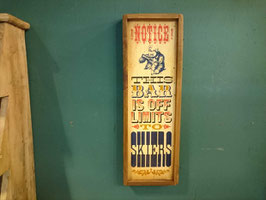 NOTICE
THIS
BAR
IS OFF
LIMITS
TO
SKIERS